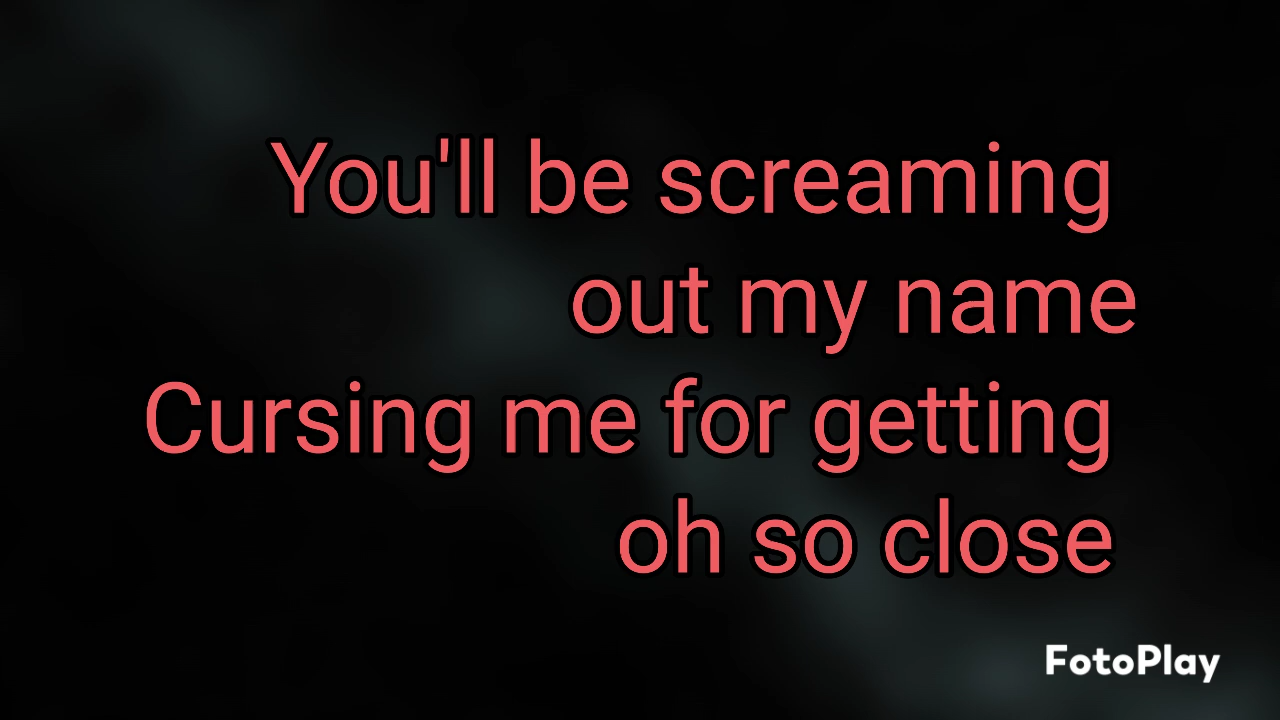 You'll be screaming
out my name
Cursing me for getting
oh so close
FotoPlay